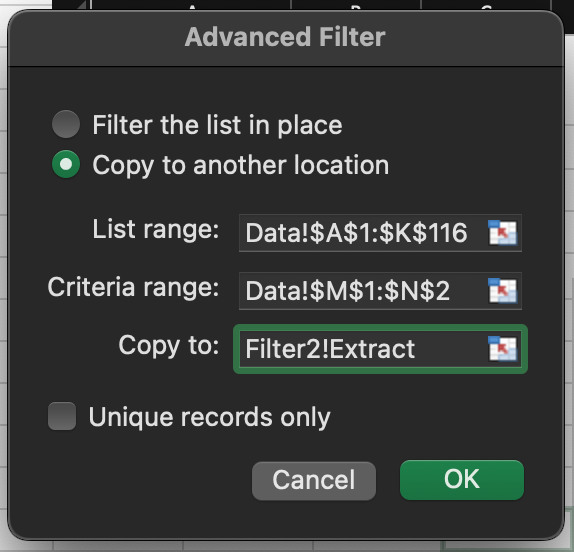 Advanced Filter
Filter the list in place
Copy to another location
List range: Data!$A$1:$K$116
Criteria range: Data!$M$1:$N$2
Copy to: Filter2!Extract
Unique records only
Cancel OK